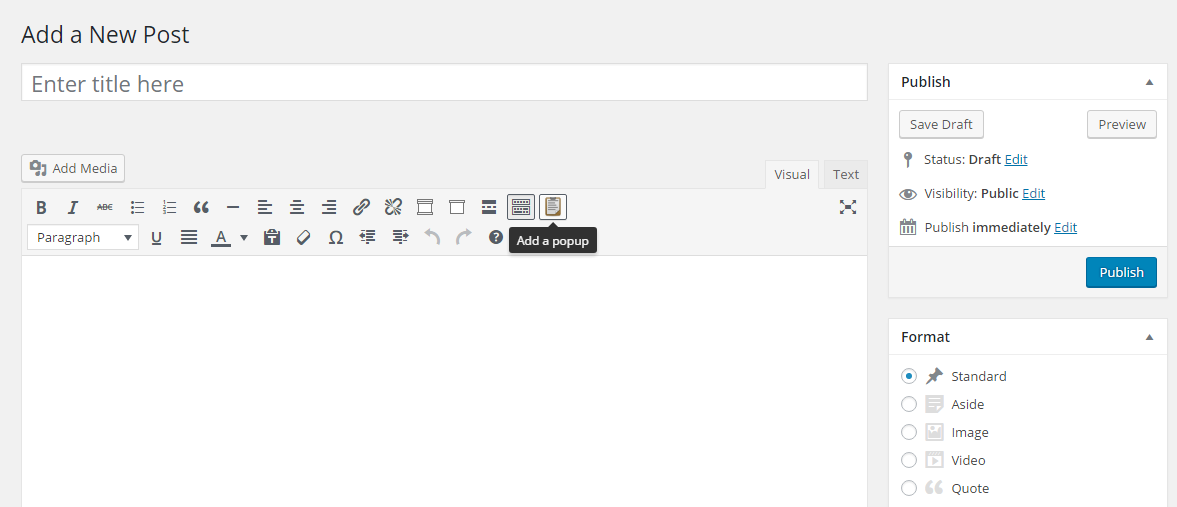 Add a New Post
Enter title here
Add Media
Visual
Text
B I ABC
Paragraph
U A Ω ?
Add a popup
Publish
Save Draft
Preview
Status: Draft Edit
Visibility: Public Edit
Publish immediately Edit
Publish
Format
Standard
Aside
Image
Video
Quote